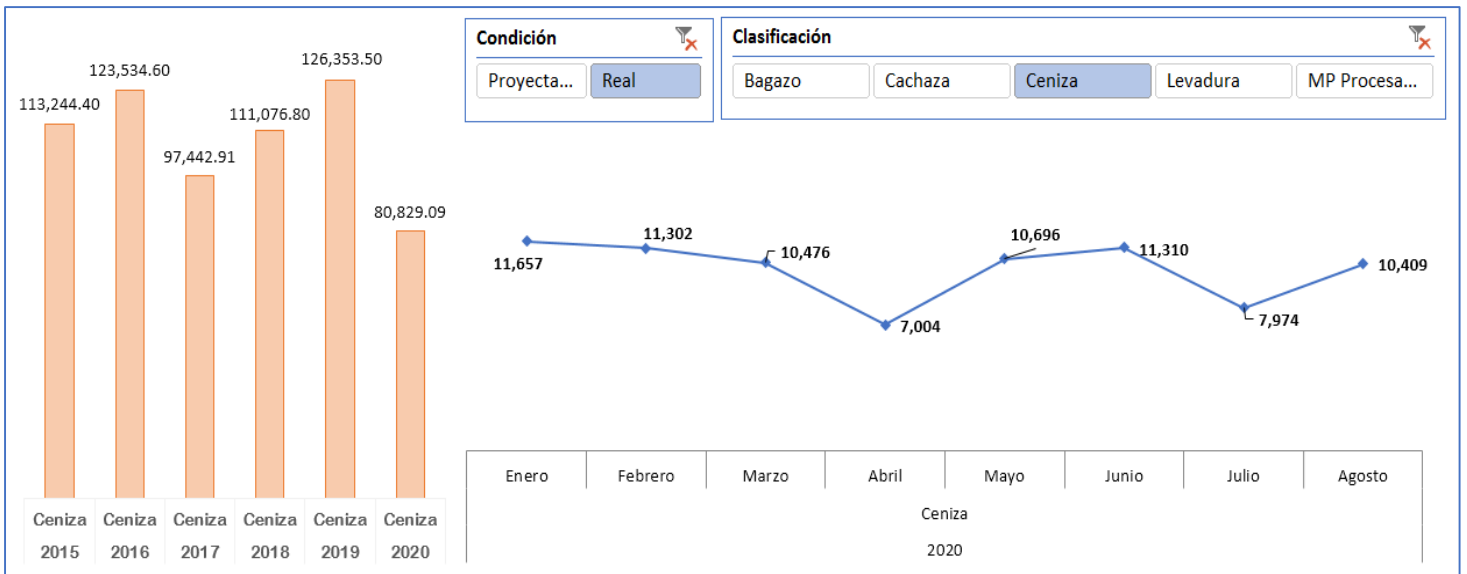 113,244.40
123,534.60
97,442.91
111,076.80
126,353.50
80,829.09
Ceniza Ceniza Ceniza Ceniza Ceniza Ceniza
2015 2016 2017 2018 2019 2020
Condición
Proyecta... Real
Clasificación
Bagazo Cachaza Ceniza Levadura MP Procesa...
11,657
11,302
10,476
7,004
10,696
11,310
7,974
10,409
Enero Febrero Marzo Abril Mayo Junio Julio Agosto
Ceniza
2020